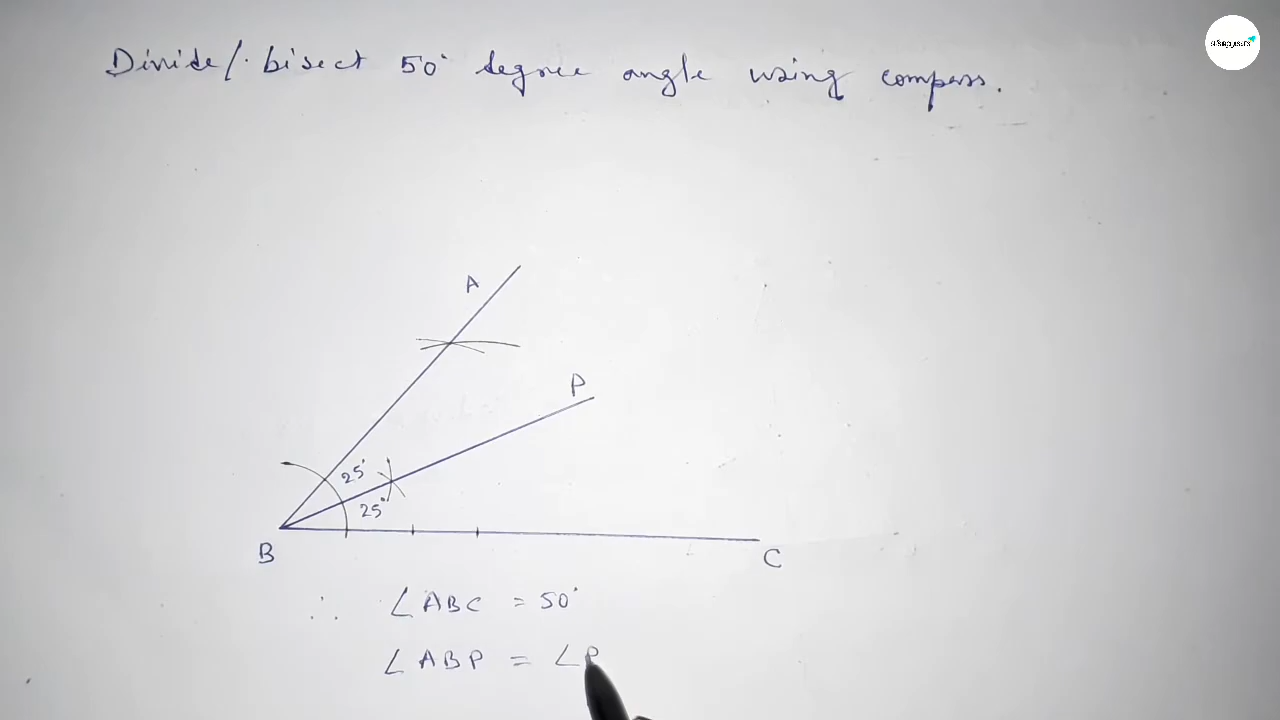 Divide/. bisect 50° degree angle using compass.
A
P
25°
25°
B
C
∴ ∠ABC = 50°
∠ABP = ∠P